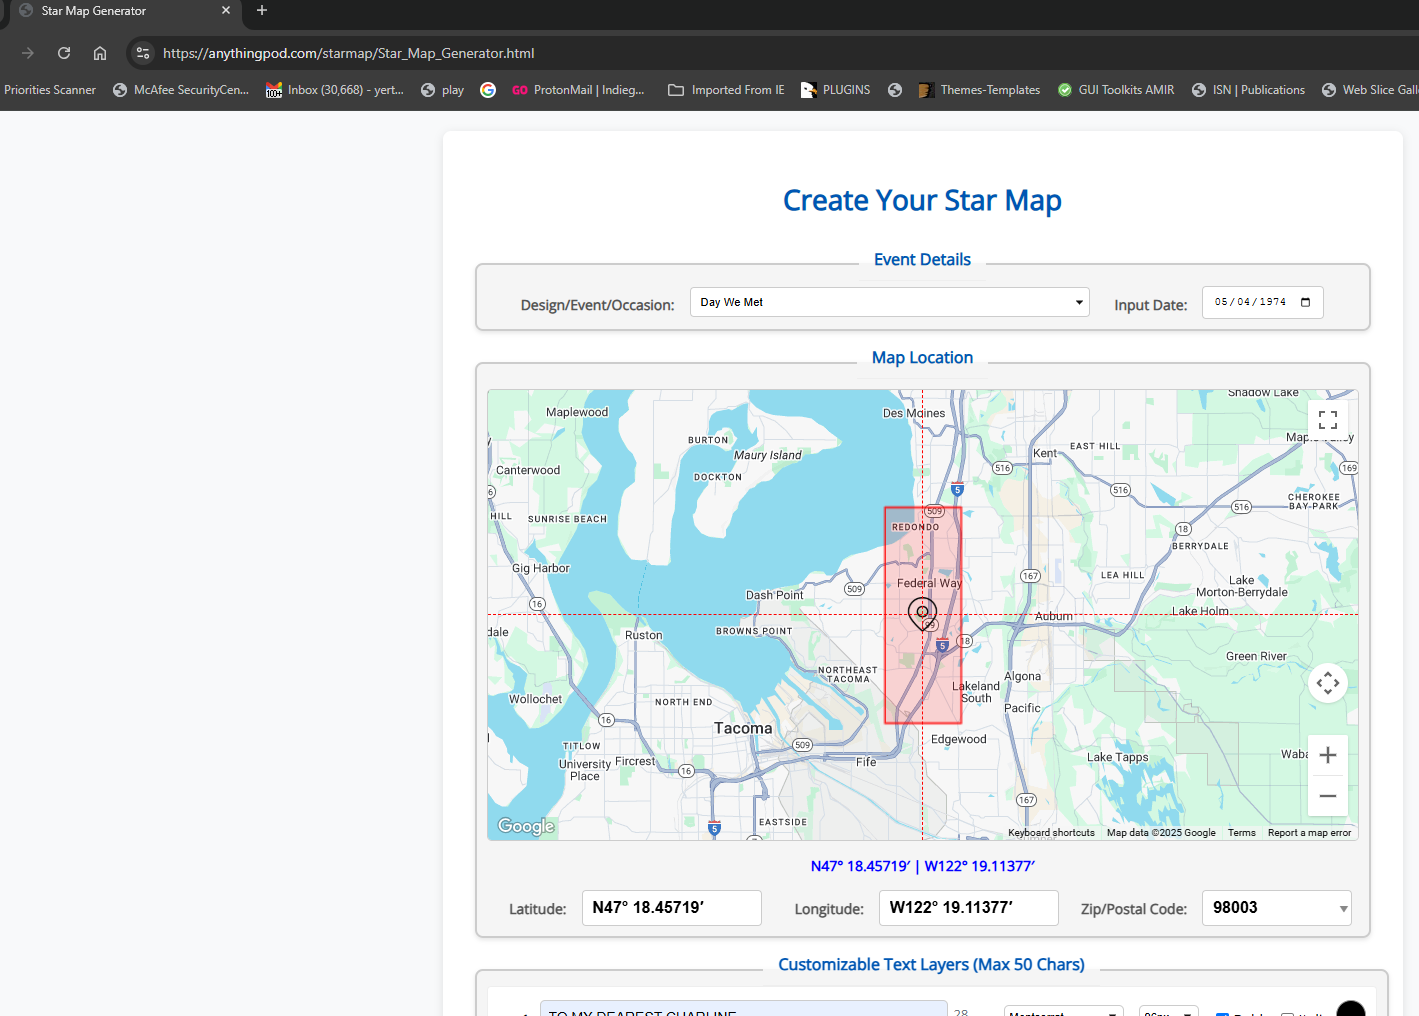 Star Map Generator
https://anythingpod.com/starmap/Star_Map_Generator.html
Priorities Scanner
McAfee SecurityCen...
100+
Inbox (30,668) - yert...
play
GO ProtonMail | Indieg...
Imported From IE
PLUGINS
Themes-Templates
GUI Toolkits AMIR
ISN | Publications
Web Slice Gall
Create Your Star Map
Event Details
Design/Event/Occasion:
Day We Met
Input Date:
05/04/1974
Map Location
Shadow Lake
Maplewood
Des Moines
BURTON
Maury Island
EAST HILL
Kent
Canterwood
DOCKTON
516
169
5
516
CHEROKEE
BAY-PARK
HILL
SUNRISE BEACH
509
516
REDONDO
18
BERRYDALE
Gig Harbor
167
LEA HILL
Federal Way
Lake
Morton-Berrydale
Dash Point
509
16
99
Auburn
Lake Holm
dale
Ruston
BROWNS POINT
18
5
Green River
NORTHEAST
TACOMA
Algona
Lakeland
South
Wollochet
NORTH END
Pacific
16
Tacoma
509
Edgewood
TITLOW
Lake Tapps
Waba
University
Place
Fircrest
16
Fife
167
EASTSIDE
5
Google
Keyboard shortcuts
Map data ©2025 Google
Terms
Report a map error
N47° 18.45719′ | W122° 19.11377′
Latitude:
N47° 18.45719′
Longitude:
W122° 19.11377′
Zip/Postal Code:
98003
Customizable Text Layers (Max 50 Chars)
TO MY DEAREST CHARLINE
28
Montserrat